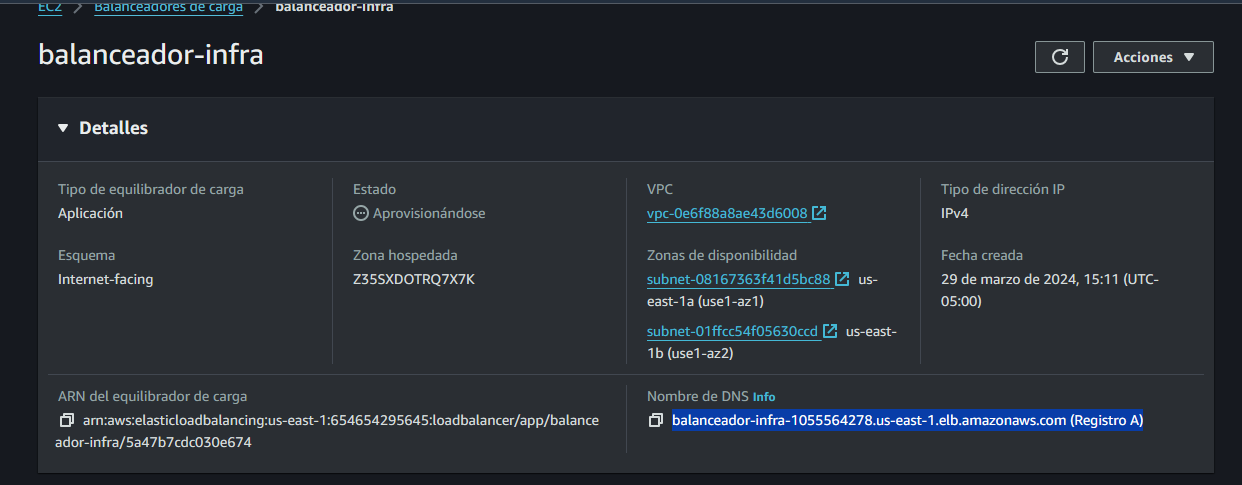 EC2 > Balanceadores de carga > balanceador-infra
balanceador-infra
Acciones
Detalles
Tipo de equilibrador de carga
Aplicación
Estado
Aprovisionándose
VPC
vpc-0e6f88a8ae43d6008
Tipo de dirección IP
IPv4
Esquema
Internet-facing
Zona hospedada
Z35SXDOTRQ7X7K
Zonas de disponibilidad
subnet-08167363f41d5bc88 us-
east-1a (use1-az1)
subnet-01ffcc54f05630ccd us-east-
1b (use1-az2)
Fecha creada
29 de marzo de 2024, 15:11 (UTC-
05:00)
ARN del equilibrador de carga
arn:aws:elasticloadbalancing:us-east-1:654654295645:loadbalancer/app/balance
ador-infra/5a47b7cdc030e674
Nombre de DNS Info
balanceador-infra-1055564278.us-east-1.elb.amazonaws.com (Registro A)